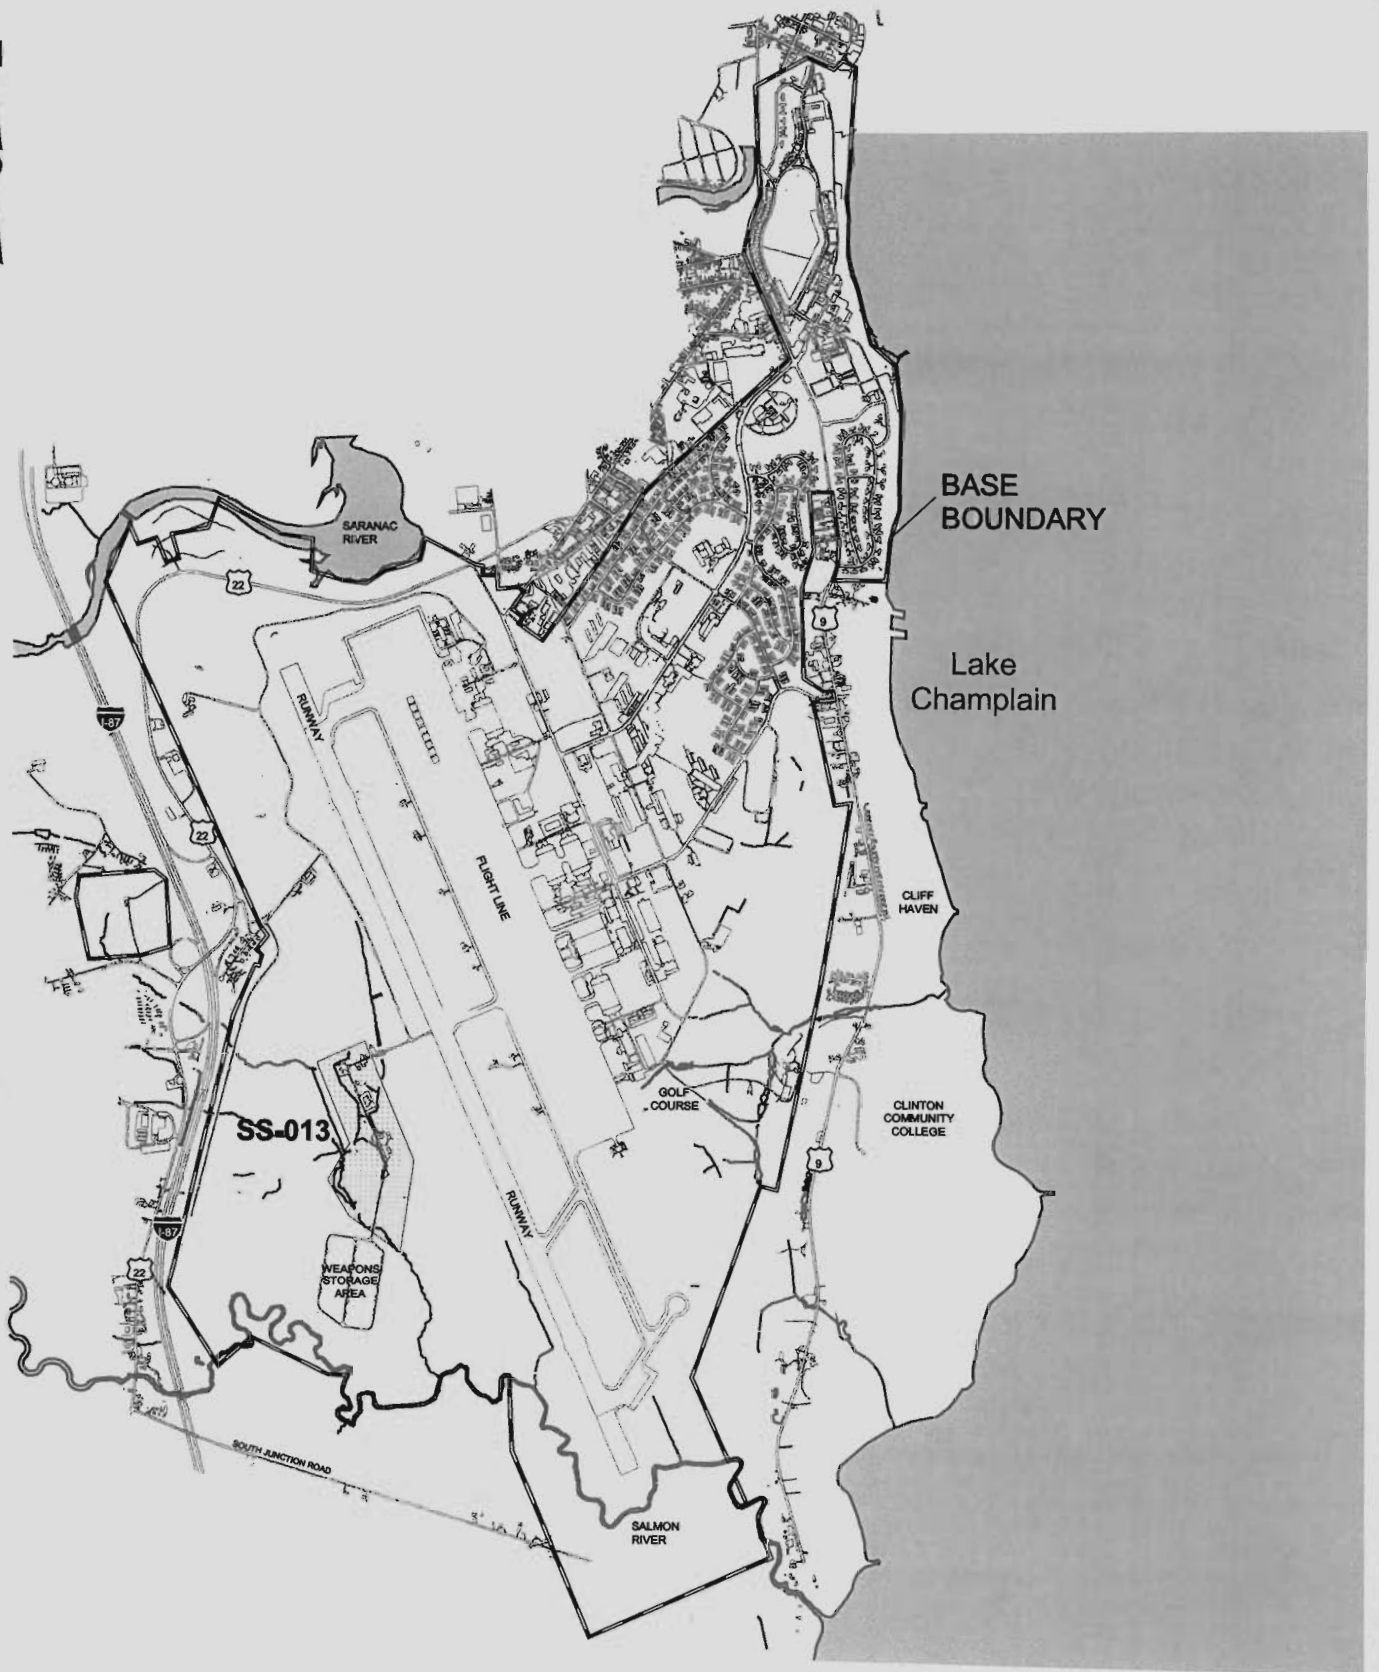 BASE
BOUNDARY
SARANAC
RIVER
22
9
Lake
Champlain
RUNWAY
I-87
22
FLIGHT LINE
CLIFF
HAVEN
GOLF
COURSE
CLINTON
COMMUNITY
COLLEGE
SS-013
9
RUNWAY
I-87
22
WEAPONS
STORAGE
AREA
SOUTH JUNCTION ROAD
SALMON
RIVER